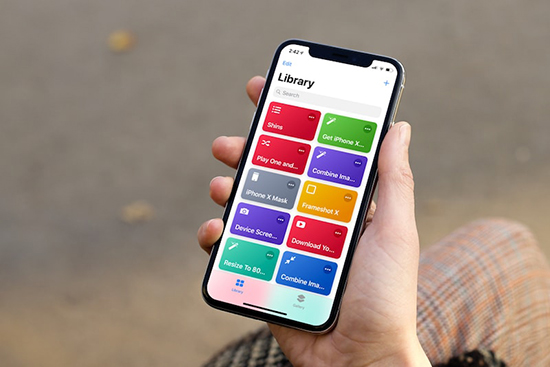 2:42
Edit
Library
Search
Shins
Get iPhone X...
Play One and...
Combine Ima...
iPhone X Mask
Frameshot X
Device Scree...
Download Yo...
Resize To 80...
Combine Ima...
Library
Gallery